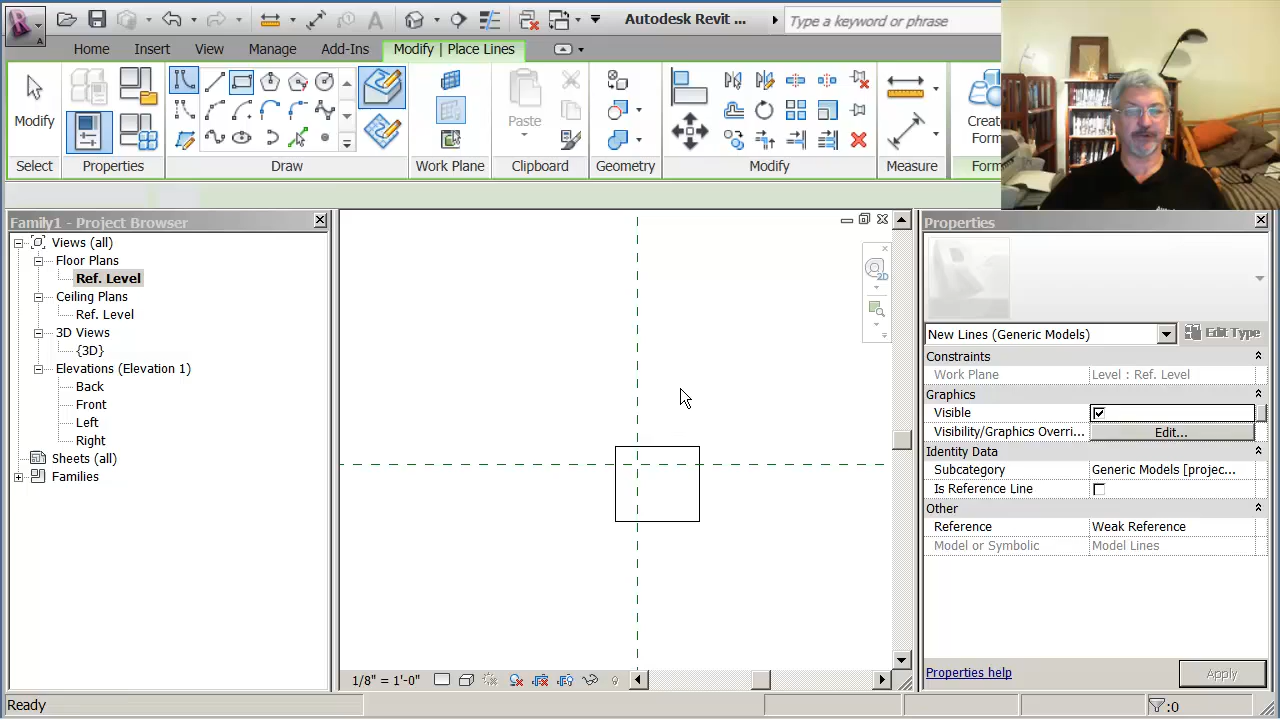 Autodesk Revit ...
Type a keyword or phrase
Home
Insert
View
Manage
Add-Ins
Modify | Place Lines
Modify
Paste
Create
Form
Select
Properties
Draw
Work Plane
Clipboard
Geometry
Modify
Measure
Form
Family1 - Project Browser
Views (all)
Floor Plans
Ref. Level
Ceiling Plans
Ref. Level
3D Views
{3D}
Elevations (Elevation 1)
Back
Front
Left
Right
Sheets (all)
Families
2D
1/8" = 1'-0"
Properties
New Lines (Generic Models)
Edit Type
Constraints
Work Plane
Level : Ref. Level
Graphics
Visible
Visibility/Graphics Overri...
Edit...
Identity Data
Subcategory
Generic Models [projec...
Is Reference Line
Other
Reference
Weak Reference
Model or Symbolic
Model Lines
Properties help
Apply
Ready
:0